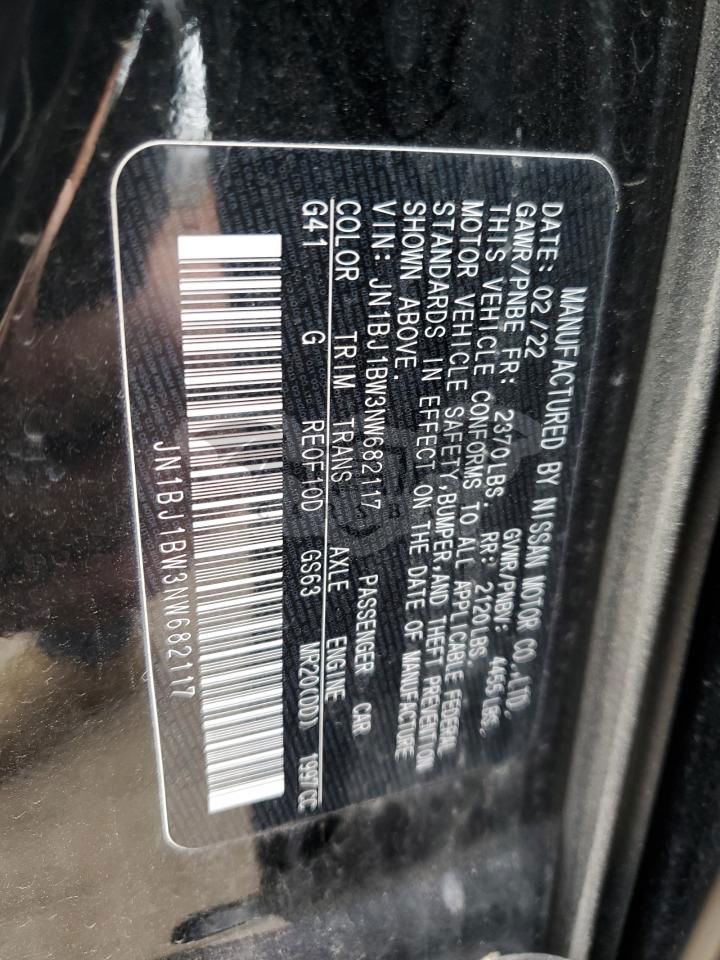 MANUFACTURED BY NISSAN MOTOR CO.,LTD.
DATE: 02/22 GVWR/PNBV: 4455LBS.
GAWR/PNBE FR: 2370LBS. RR: 2120LBS.
THIS VEHICLE CONFORMS TO ALL APPLICABLE FEDERAL
MOTOR VEHICLE SAFETY,BUMPER,AND THEFT PREVENTION
STANDARDS IN EFFECT ON THE DATE OF MANUFACTURE
SHOWN ABOVE.
VIN: JN1BJ1BW3NW682117 PASSENGER CAR
COLOR TRIM TRANS AXLE ENGINE
G41 G RE0F10D GS63 MR20(DD) 1997CC
JN1BJ1BW3NW682117